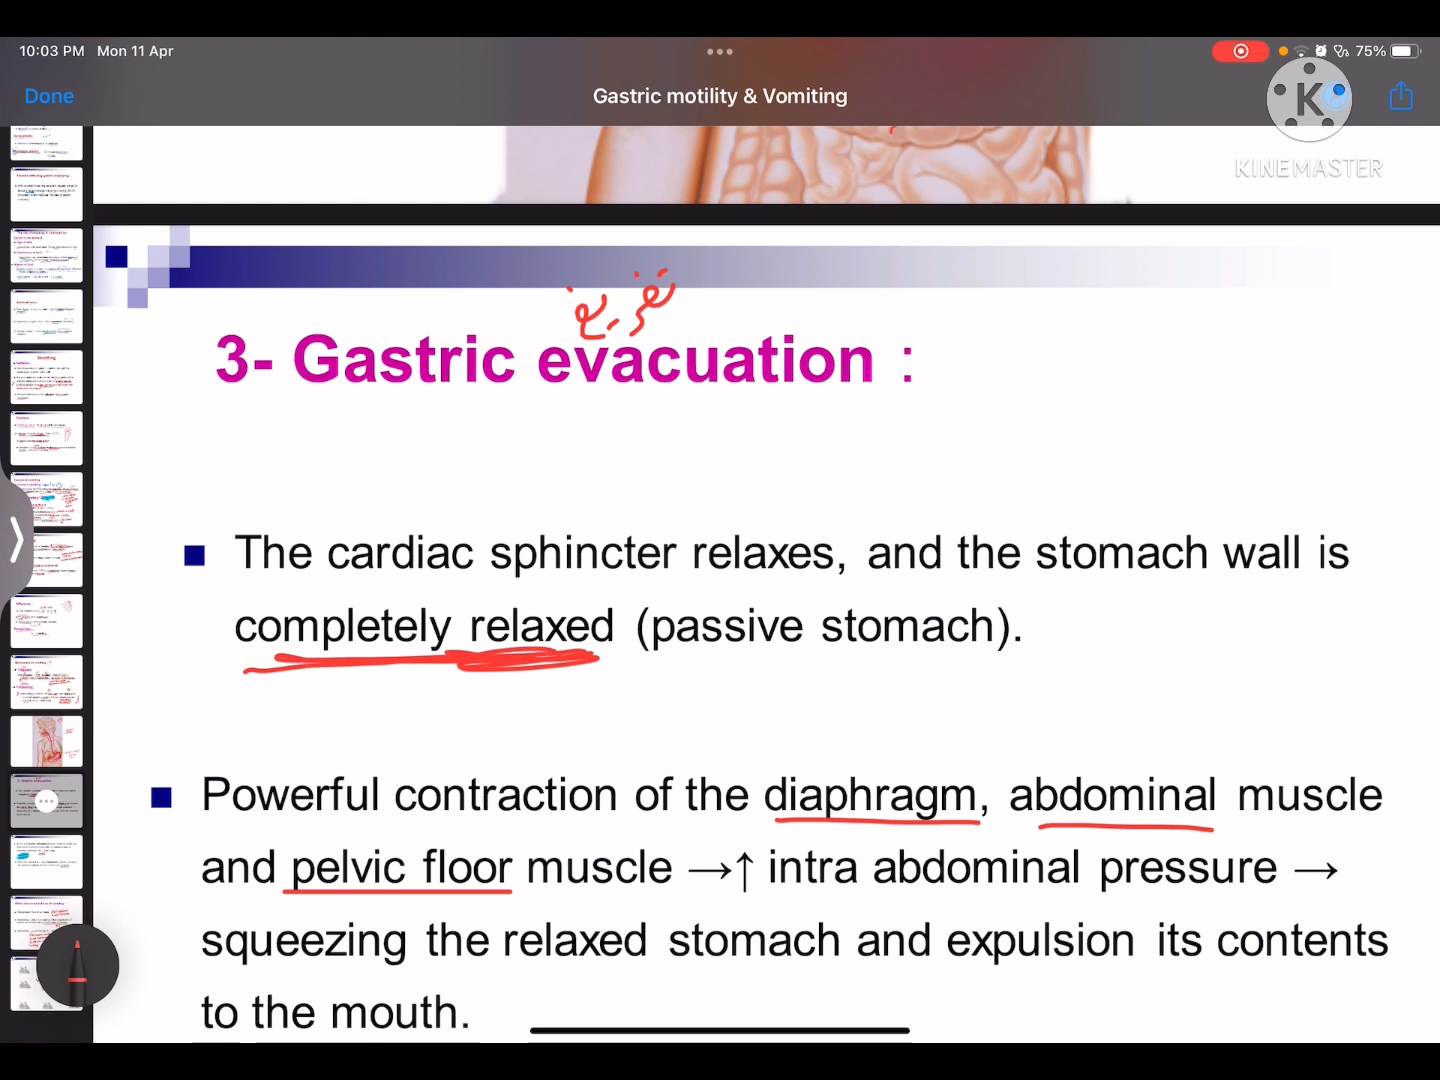 10:03 PM Mon 11 Apr
75%
Done
Gastric motility & Vomiting
K
KINEMASTER
3- Gastric evacuation :
The cardiac sphincter relaxes, and the stomach wall is
completely relaxed (passive stomach).
Powerful contraction of the diaphragm, abdominal muscle
and pelvic floor muscle →↑ intra abdominal pressure →
squeezing the relaxed stomach and expulsion its contents
to the mouth.